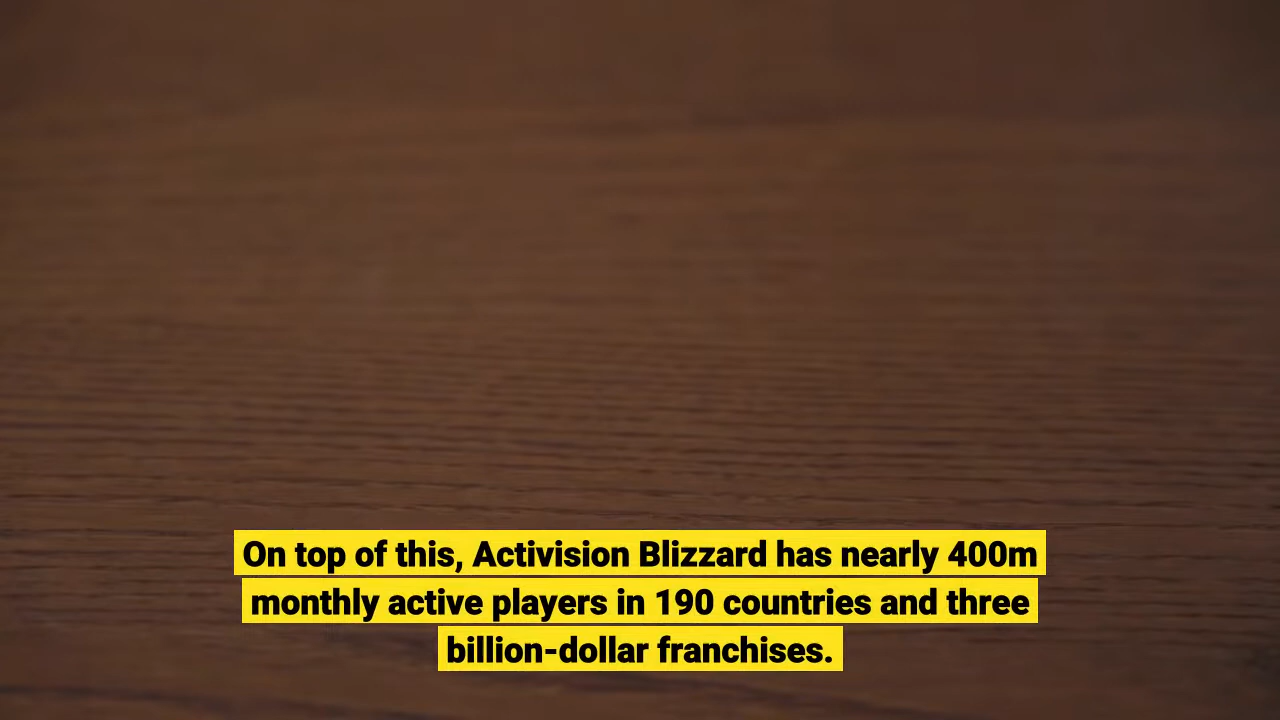 On top of this, Activision Blizzard has nearly 400m
monthly active players in 190 countries and three
billion-dollar franchises.